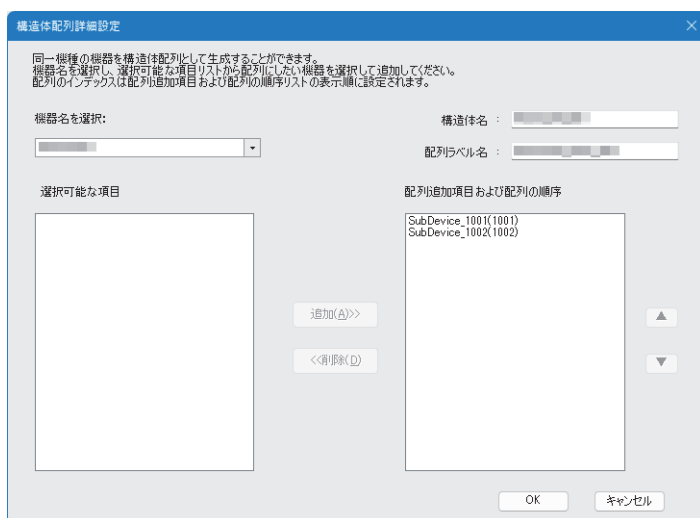 構造体配列詳細設定
同一機種の機器を構造体配列として生成することができます。
機器名を選択し、選択可能な項目リストから配列にしたい機器を選択して追加してください。
配列のインデックスは配列追加項目および配列の順序リストの表示順に設定されます。
機器名を選択:
構造体名 :
配列ラベル名 :
選択可能な項目
配列追加項目および配列の順序
SubDevice_1001(1001)
SubDevice_1002(1002)
追加(A)>>
<<削除(D)
▲
▼
OK
キャンセル